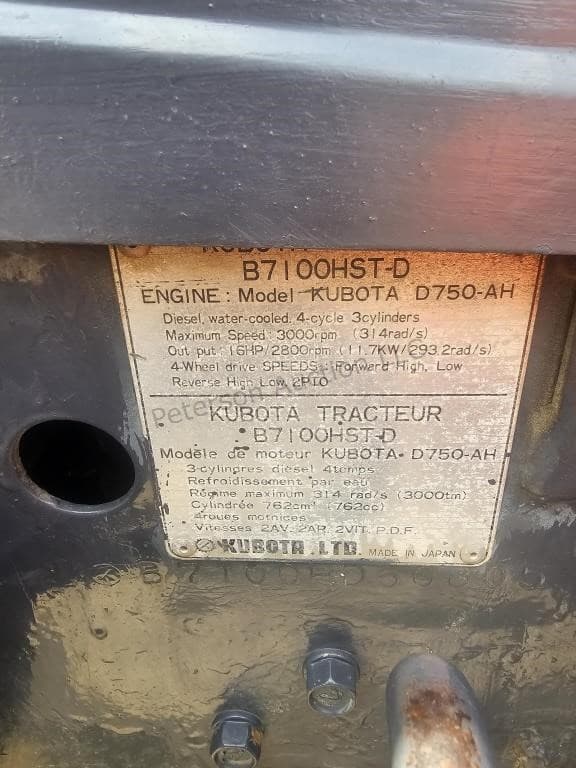 B7100HST-D
ENGINE: Model KUBOTA D750-AH
Diesel, water-cooled, 4-cycle 3cylinders
Maximum Speed: 3000rpm (314rad/s)
Out put: 16HP/2800rpm (11.7KW/293.2rad/s)
4-Wheel drive SPEEDS: Forward High, Low
Reverse High, Low, 2PTO
Peterson Auction
KUBOTA TRACTEUR
B7100HST-D
Modèle de moteur KUBOTA D750-AH
3-cylindres diesel 4temps
Refroidissement par eau
Régime maximum 314 rad/s (3000tm)
Cylindrée 762cm³ (762cc)
4roues motrices
Vitesses 2AV. 2AR. 2VIT. P.D.F.
KUBOTA, LTD. MADE IN JAPAN